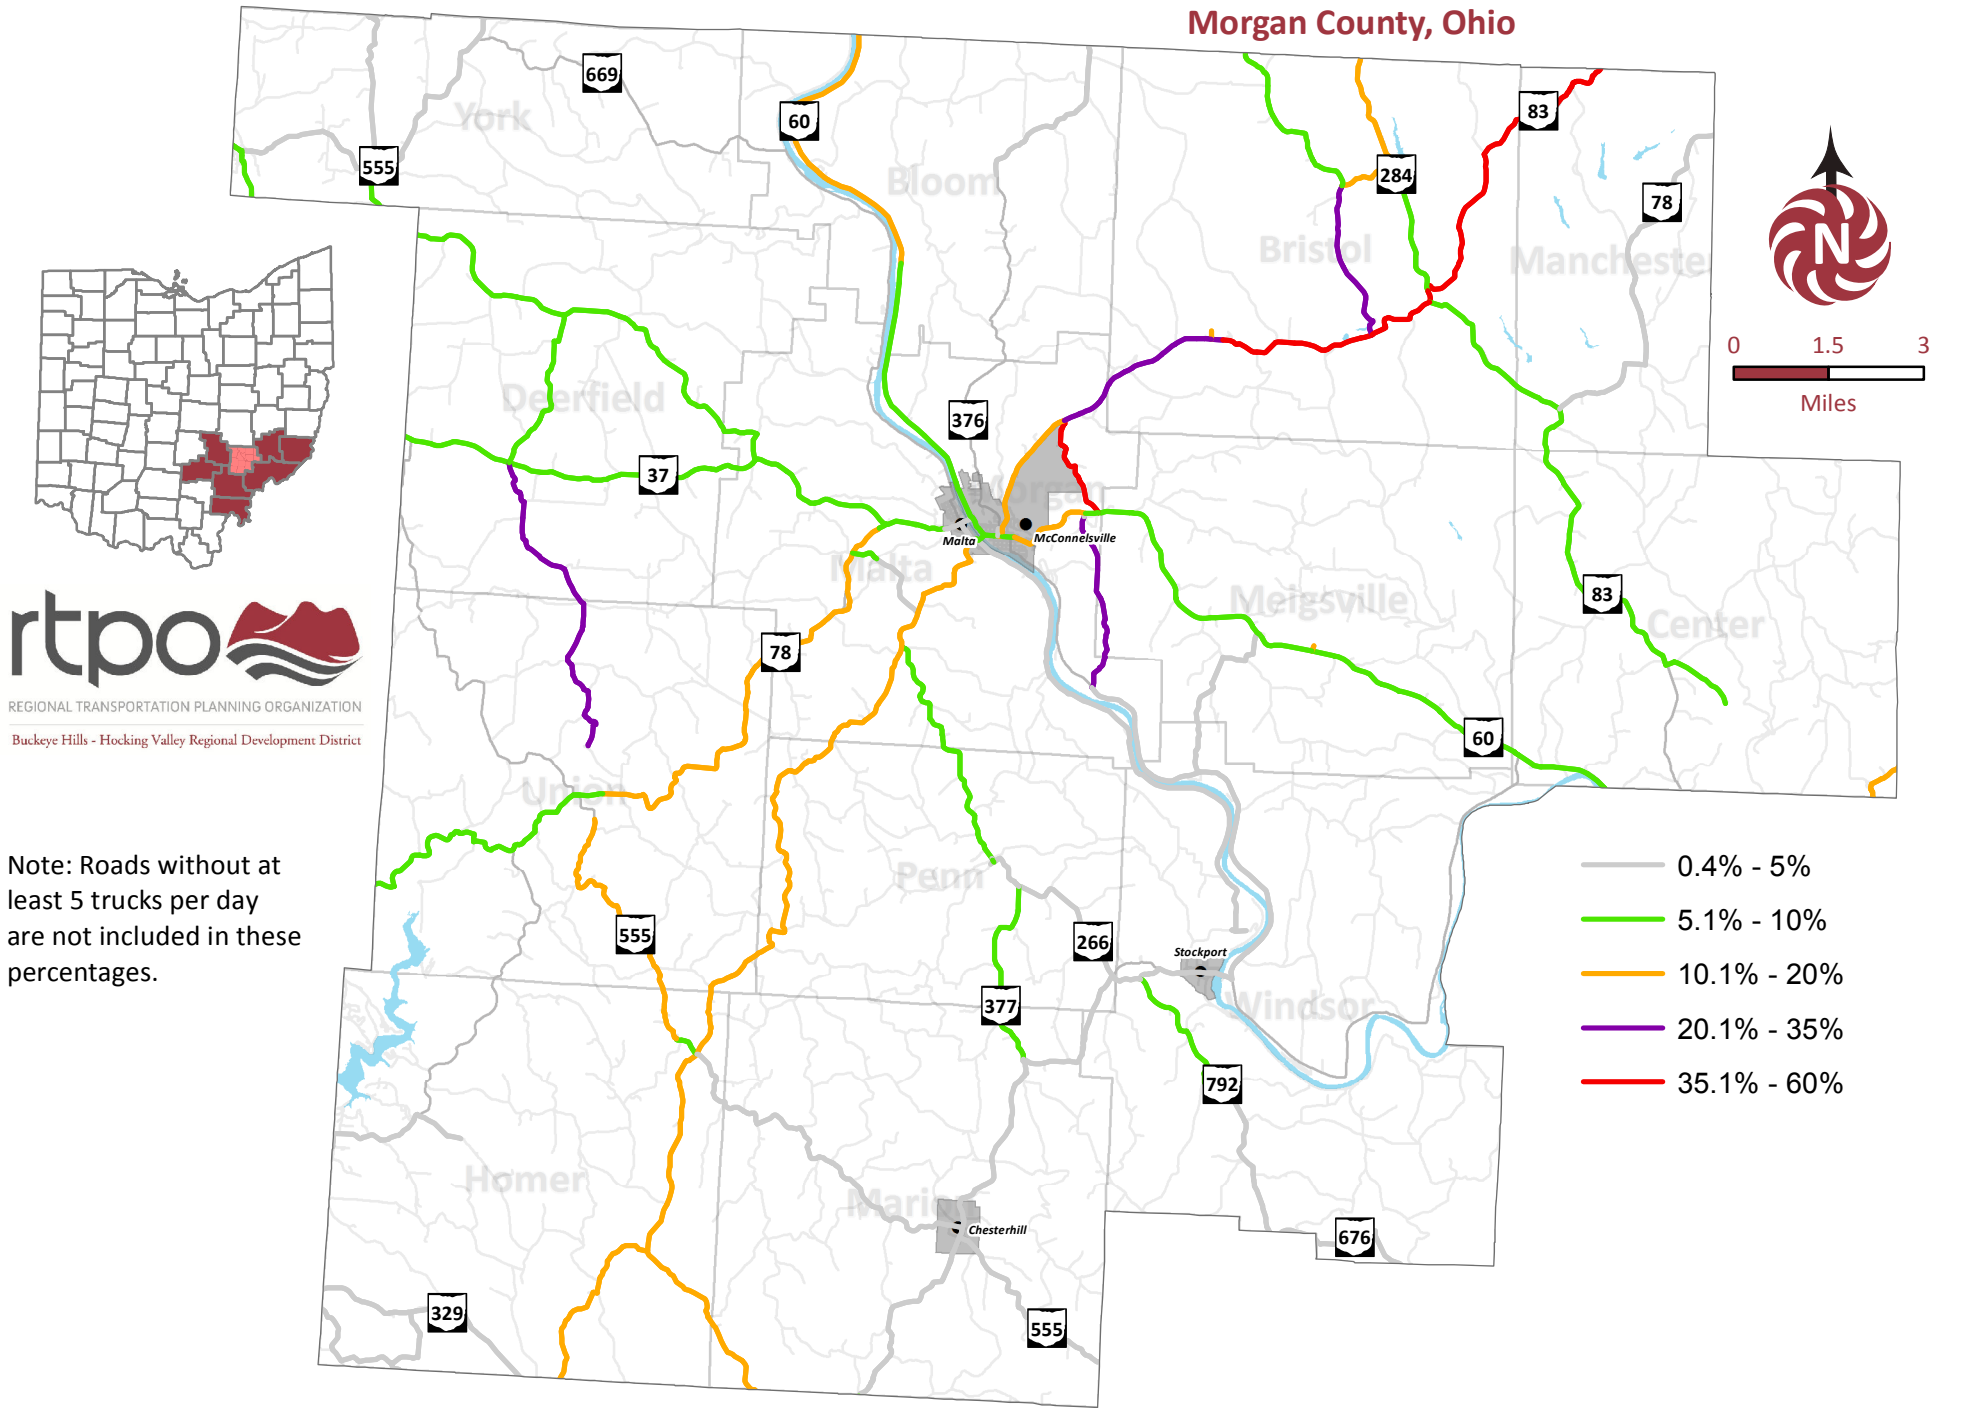 Morgan County, Ohio
669
60
83
York
555
Bloom
284
78
N
Bristol
Manchester
0 1.5 3
Miles
Deerfield
376
37
Morgan
Malta
McConnelsville
Malta
Meigsville
83
Center
rtpo
REGIONAL TRANSPORTATION PLANNING ORGANIZATION
Buckeye Hills - Hocking Valley Regional Development District
78
60
Union
Note: Roads without at
least 5 trucks per day
are not included in these
percentages.
Penn
0.4% - 5%
5.1% - 10%
10.1% - 20%
20.1% - 35%
35.1% - 60%
555
266
Stockport
377
Windsor
792
Homer
Marion
Chesterhill
676
329
555